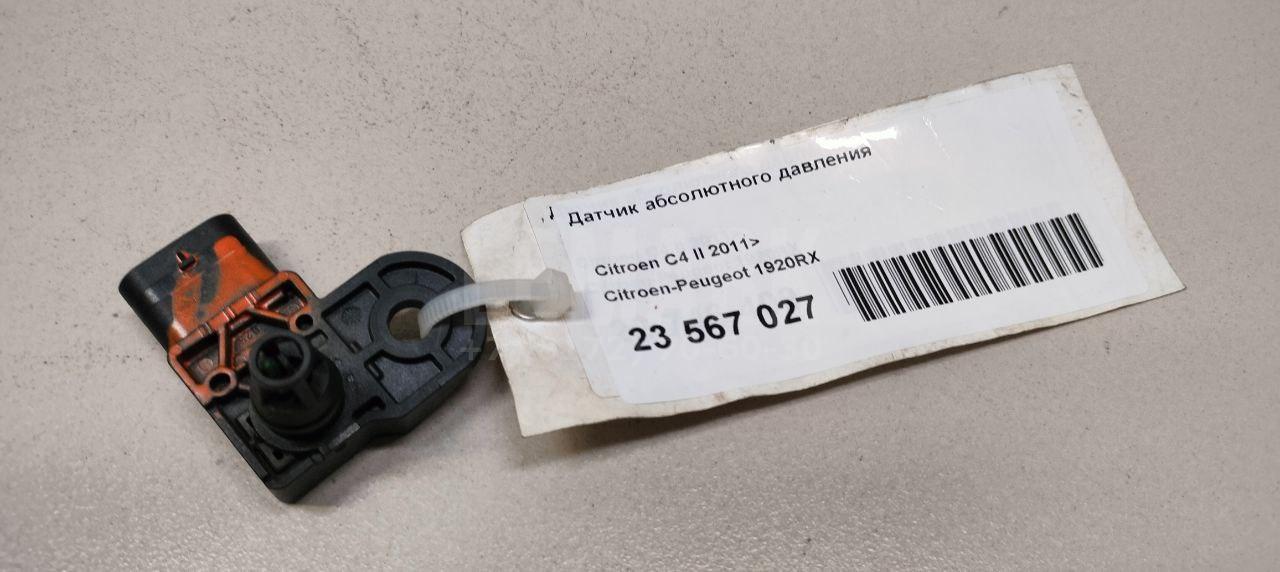 Датчик абсолютного давления
Citroen C4 II 2011>
Citroen-Peugeot 1920RX
23 567 027